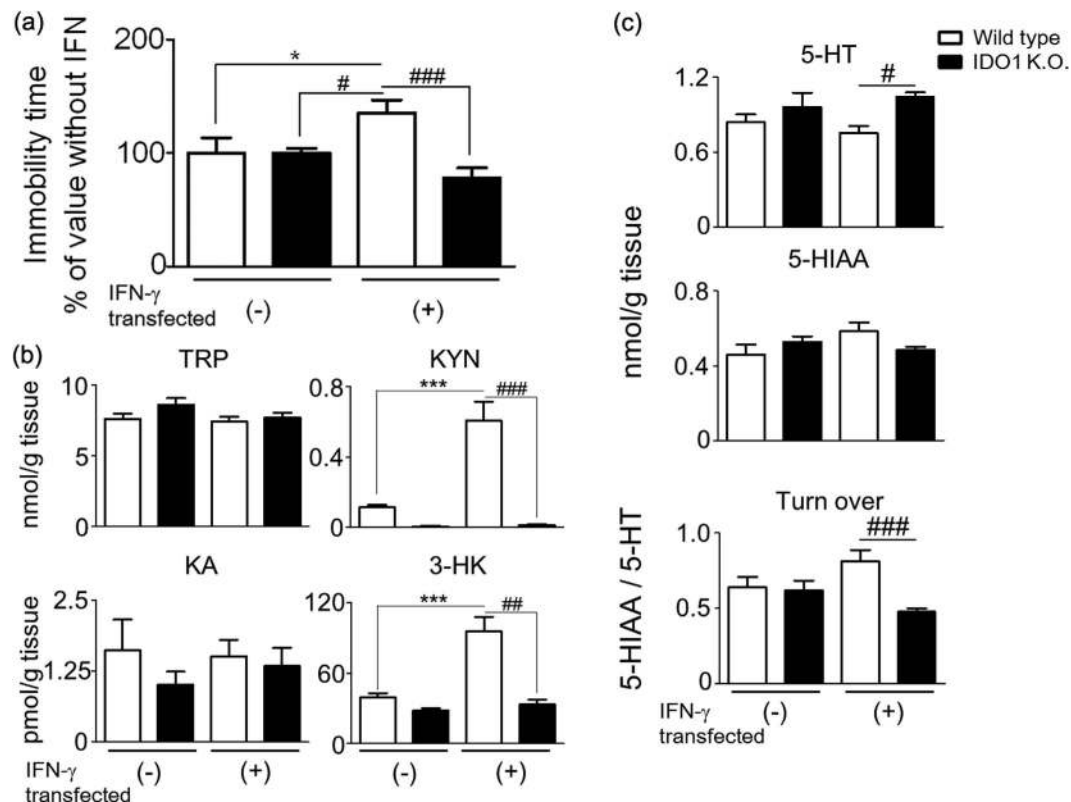 (a)
200
100
0
Immobility time
% of value without IFN
*
#
###
IFN-γ
transfected
(-)
(+)
(b)
TRP
10
5
0
nmol/g tissue
KYN
0.8
0.4
0
***
###
KA
2.5
1.25
0
pmol/g tissue
3-HK
120
60
0
***
##
IFN-γ
transfected
(-)
(+)
(-)
(+)
(c)
Wild type
IDO1 K.O.
5-HT
1.2
0.6
0
#
nmol/g tissue
5-HIAA
0.8
0.4
0
Turn over
1.0
0.5
0
###
5-HIAA / 5-HT
IFN-γ
transfected
(-)
(+)